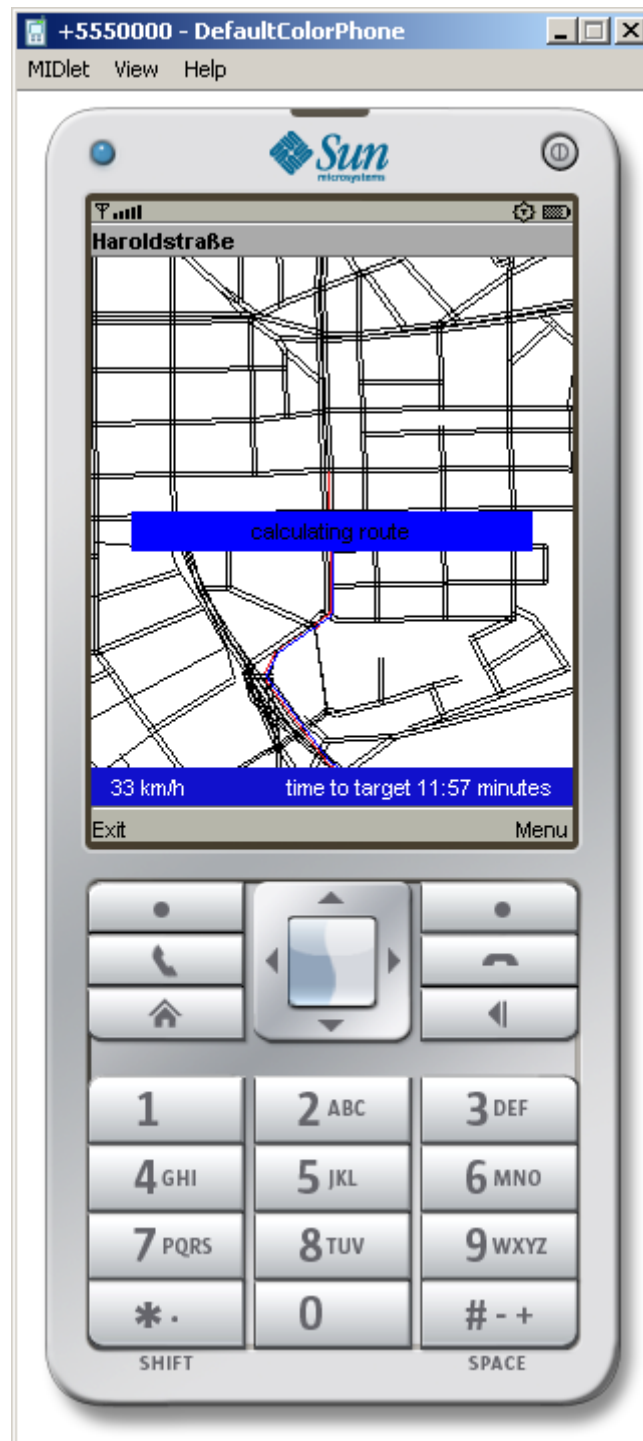 +5550000 - DefaultColorPhone
MIDlet View Help
Sun
microsystems
Haroldstraße
calculating route
33 km/h time to target 11:57 minutes
Exit Menu
1 2 ABC 3 DEF
4 GHI 5 JKL 6 MNO
7 PQRS 8 TUV 9 WXYZ
* . 0 # - +
SHIFT SPACE